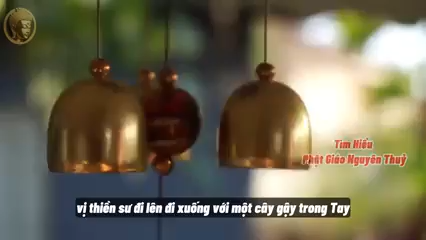 Tìm Hiểu
Phật Giáo Nguyên Thuỷ
vị thiền sư đi lên đi xuống với một cây gậy trong Tay